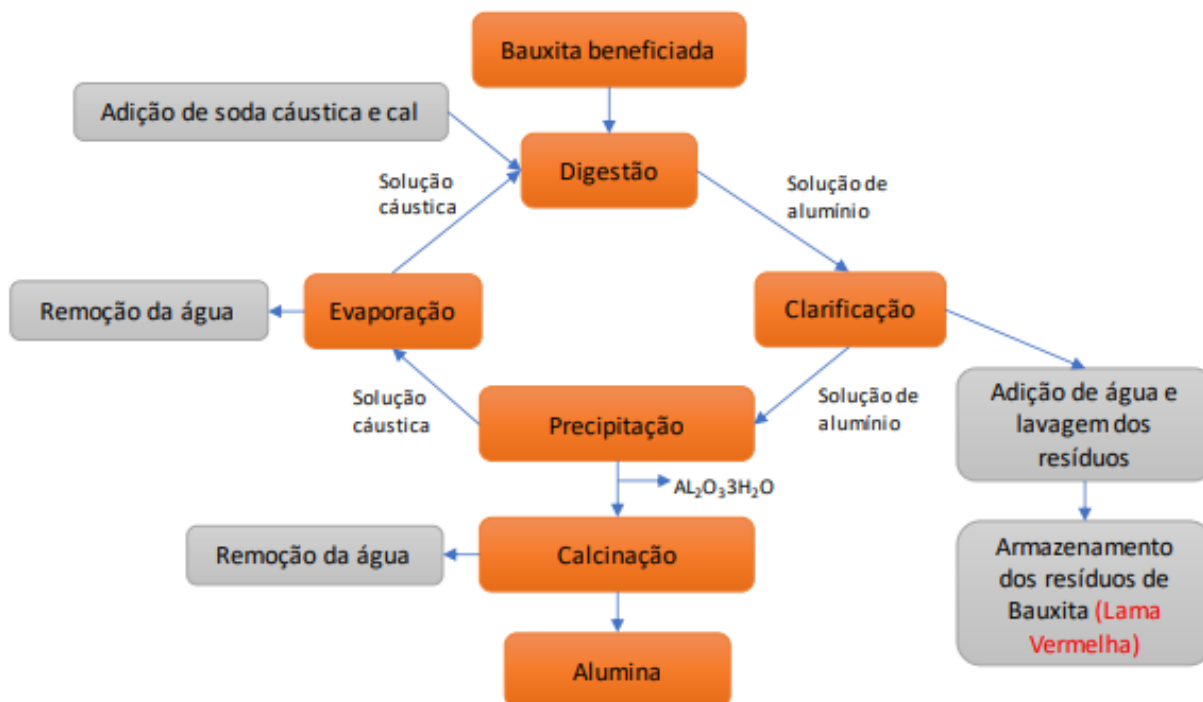 Bauxita beneficiada
Adição de soda cáustica e cal
Digestão
Solução
cáustica
Solução de
alumínio
Remoção da água
Evaporação
Clarificação
Solução
cáustica
Precipitação
Solução de
alumínio
Adição de água e
lavagem dos
resíduos
AL₂O₃3H₂O
Remoção da água
Calcinação
Armazenamento
dos resíduos de
Bauxita (Lama
Vermelha)
Alumina